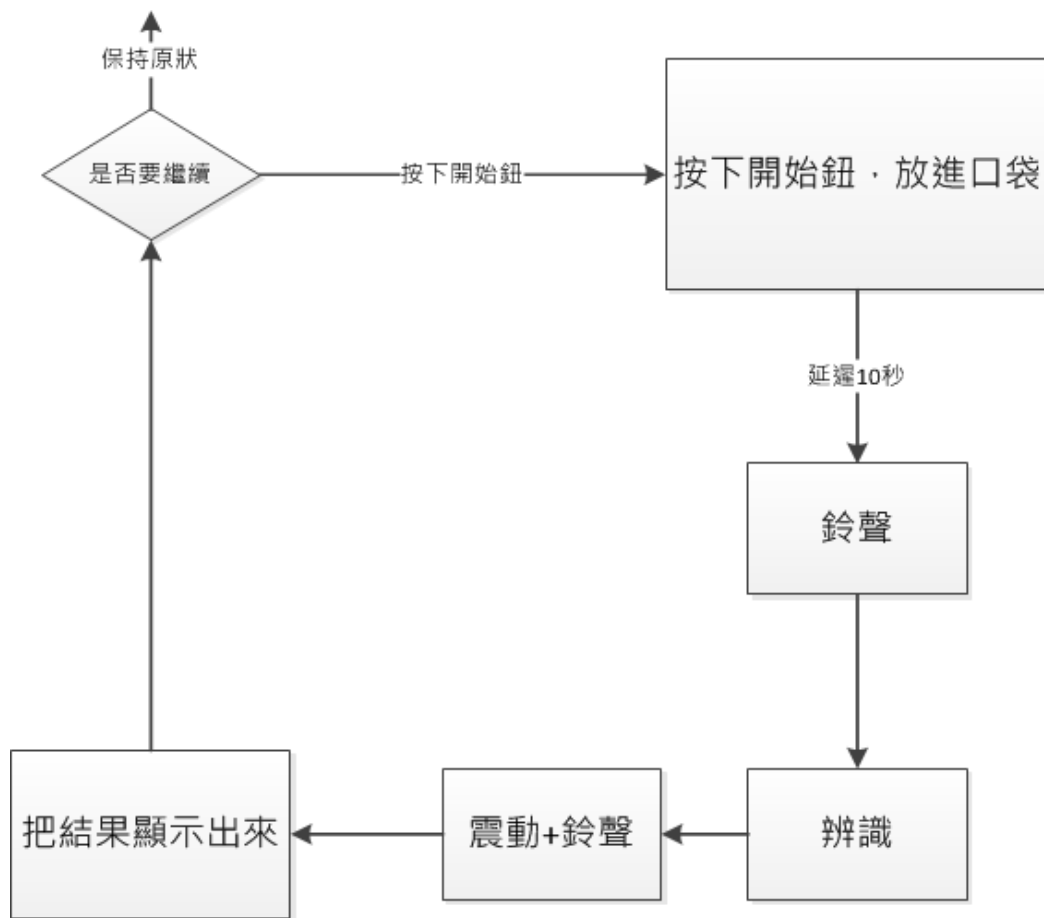 保持原狀
是否要繼續
按下開始鈕
按下開始鈕，放進口袋
延遲10秒
鈴聲
辨識
震動+鈴聲
把結果顯示出來